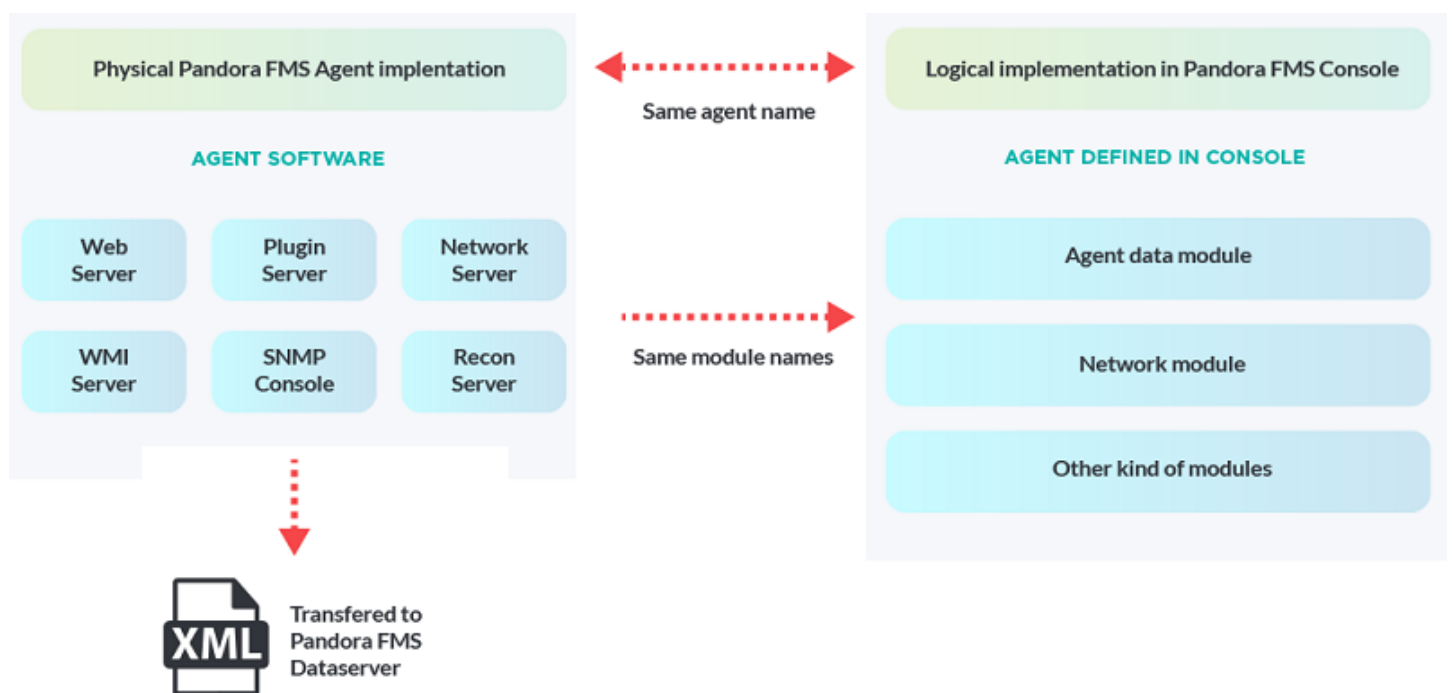 Physical Pandora FMS Agent implentation
Same agent name
Logical implementation in Pandora FMS Console
AGENT SOFTWARE
AGENT DEFINED IN CONSOLE
Web
Server
Plugin
Server
Network
Server
WMI
Server
SNMP
Console
Recon
Server
Same module names
Agent data module
Network module
Other kind of modules
XML
Transfered to
Pandora FMS
Dataserver